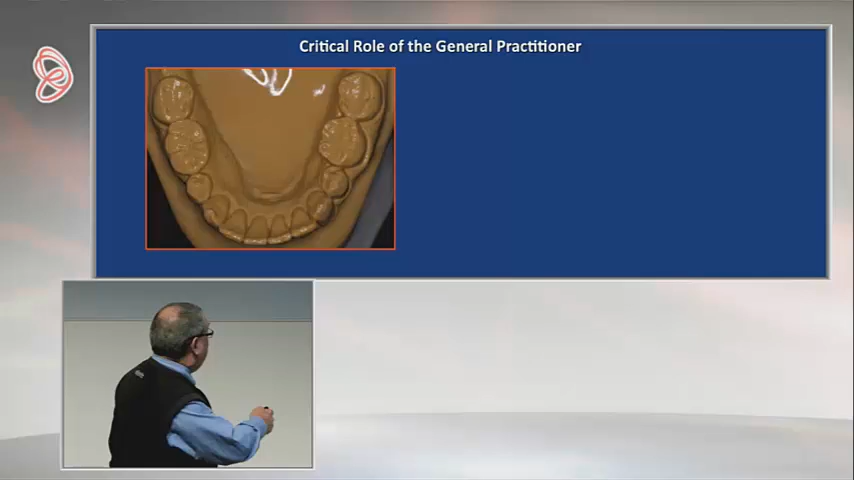 Critical Role of the General Practitioner